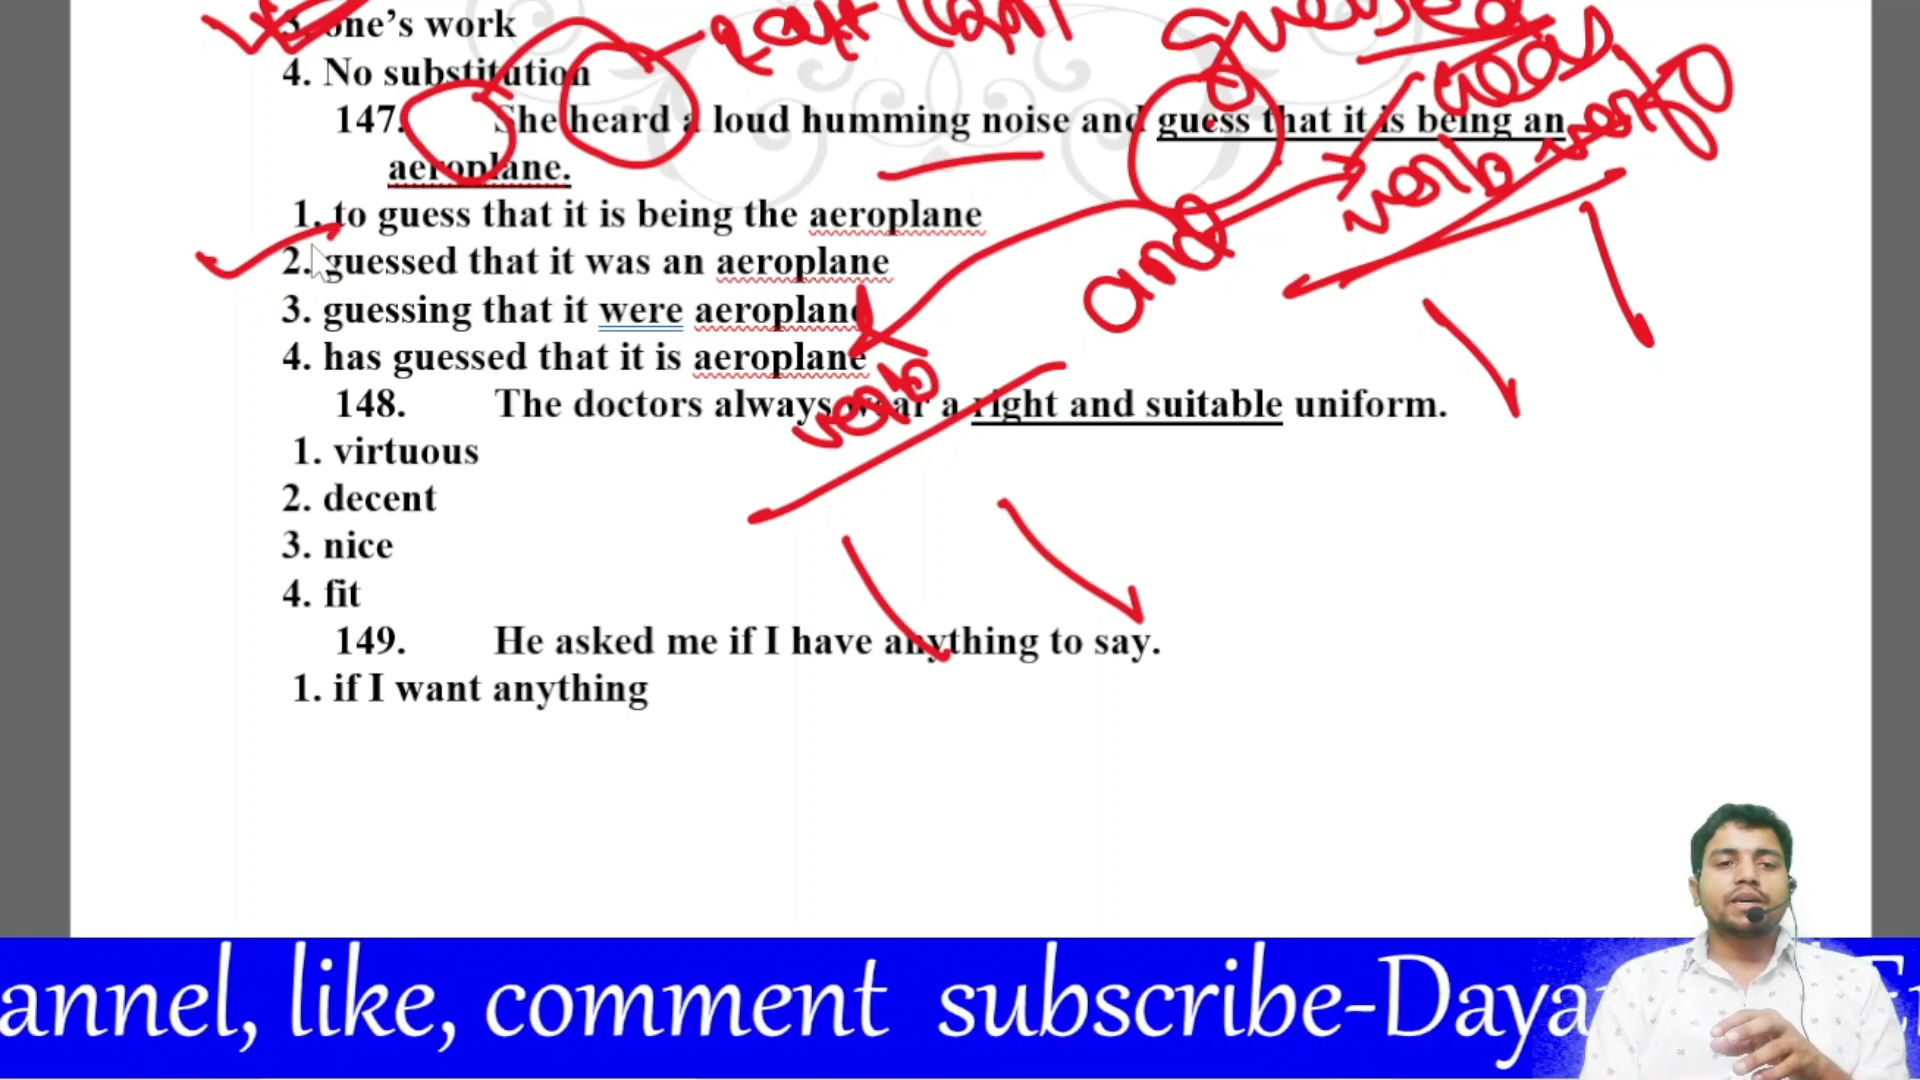 3. one's work
4. No substitution
147. She heard a loud humming noise and guess that it is being an
aeroplane.
1. to guess that it is being the aeroplane
2. guessed that it was an aeroplane
3. guessing that it were aeroplane
4. has guessed that it is aeroplane
148. The doctors always wear a right and suitable uniform.
1. virtuous
2. decent
3. nice
4. fit
149. He asked me if I have anything to say.
1. if I want anything
guessed
was
verb
and
verb
annel, like, comment subscribe-Daya